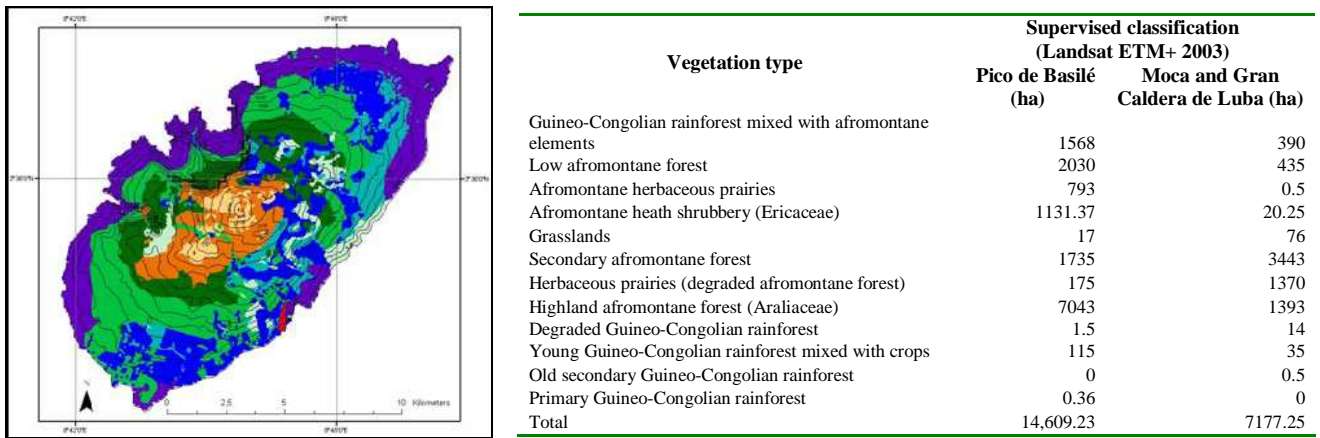 N
0 2,5 5 10 Kilometers
Supervised classification
(Landsat ETM+ 2003)
Vegetation type
Pico de Basilé Moca and Gran
(ha) Caldera de Luba (ha)
Guineo-Congolian rainforest mixed with afromontane
elements 1568 390
Low afromontane forest 2030 435
Afromontane herbaceous prairies 793 0.5
Afromontane heath shrubbery (Ericaceae) 1131.37 20.25
Grasslands 17 76
Secondary afromontane forest 1735 3443
Herbaceous prairies (degraded afromontane forest) 175 1370
Highland afromontane forest (Araliaceae) 7043 1393
Degraded Guineo-Congolian rainforest 1.5 14
Young Guineo-Congolian rainforest mixed with crops 115 35
Old secondary Guineo-Congolian rainforest 0 0.5
Primary Guineo-Congolian rainforest 0.36 0
Total 14,609.23 7177.25